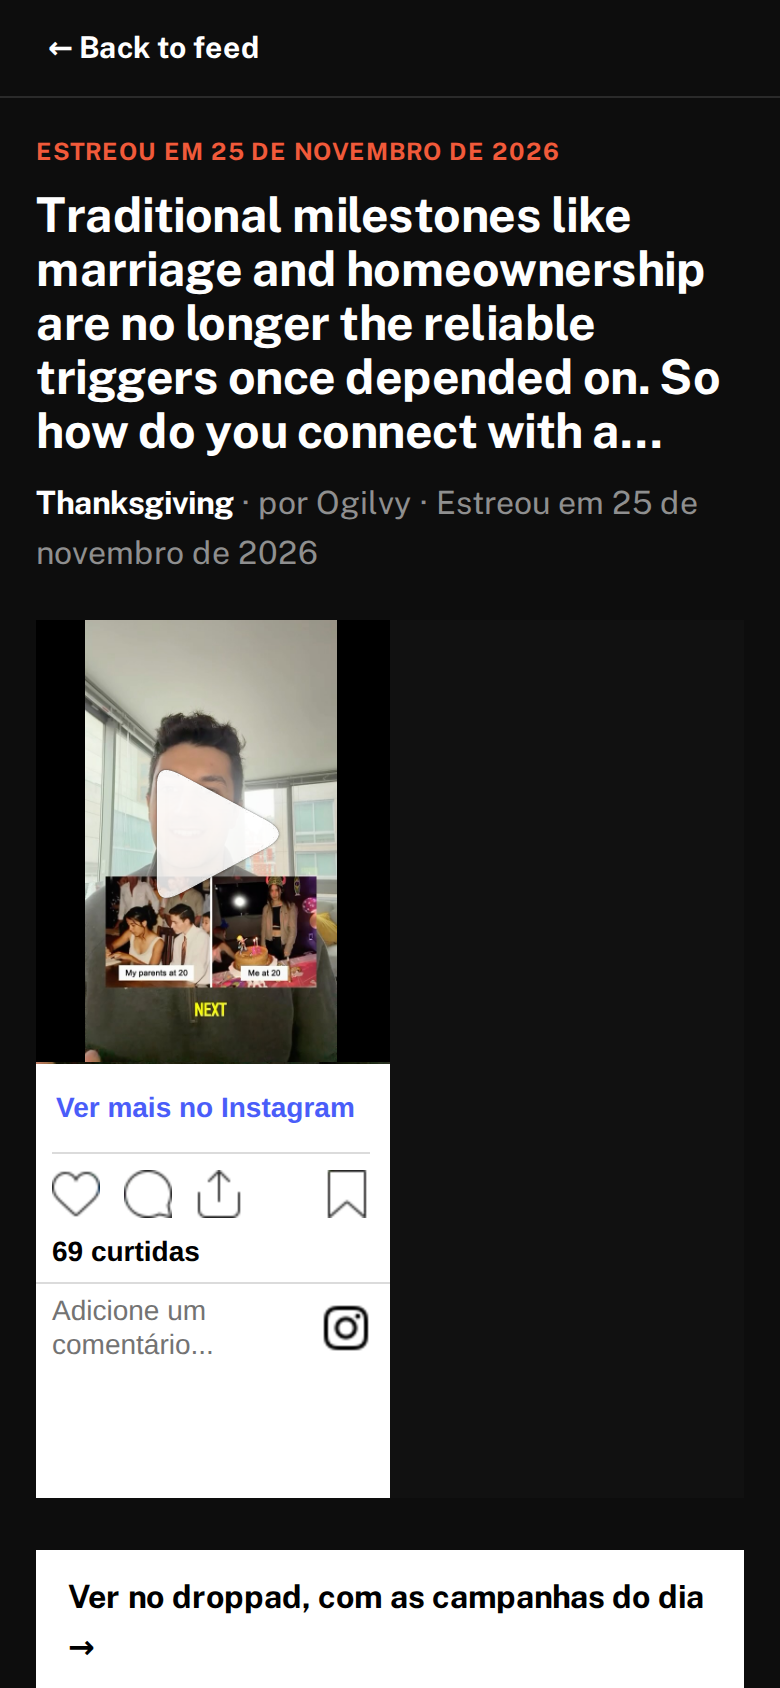 ← Back to feed
ESTREOU EM 25 DE NOVEMBRO DE 2026
Traditional milestones like
marriage and homeownership
are no longer the reliable
triggers once depended on. So
how do you connect with a...
Thanksgiving · por Ogilvy · Estreou em 25 de
novembro de 2026
My parents at 20
Me at 20
NEXT
Ver mais no Instagram
69 curtidas
Adicione um
comentário...
Ver no droppad, com as campanhas do dia
→